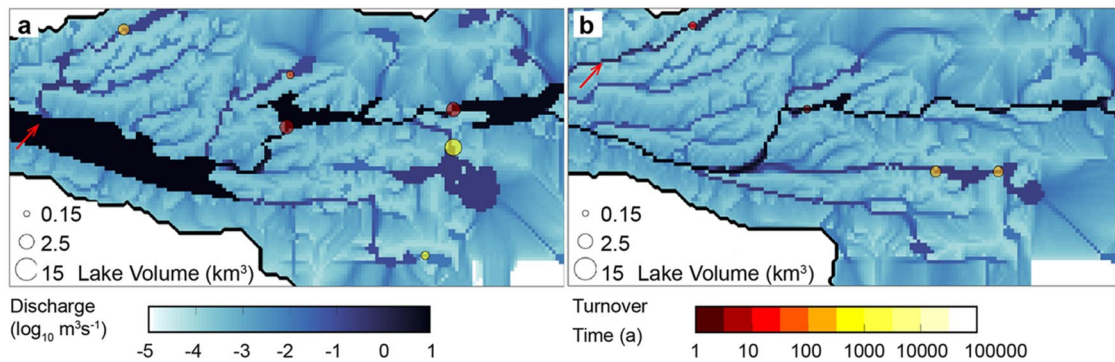 a
b
0.15
2.5
15 Lake Volume (km³)
0.15
2.5
15 Lake Volume (km³)
Discharge
(log₁₀ m³s⁻¹)
-5 -4 -3 -2 -1 0 1
Turnover
Time (a)
1 10 100 1000 10000 100000